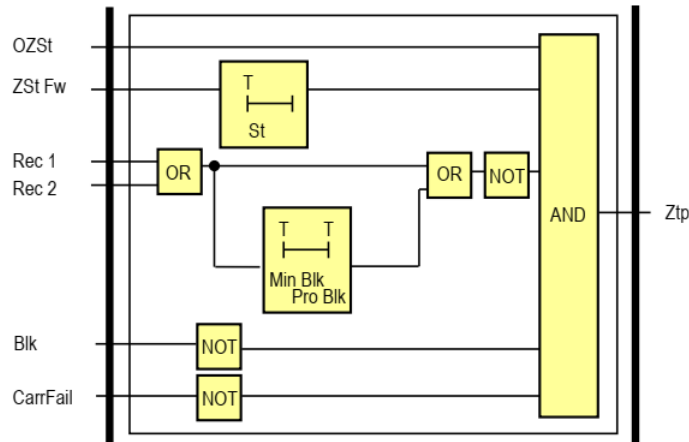 OZSt
ZSt Fw
T
St
Rec 1
Rec 2
OR
OR
NOT
AND
Ztp
T T
Min Blk
Pro Blk
Blk
NOT
CarrFail
NOT